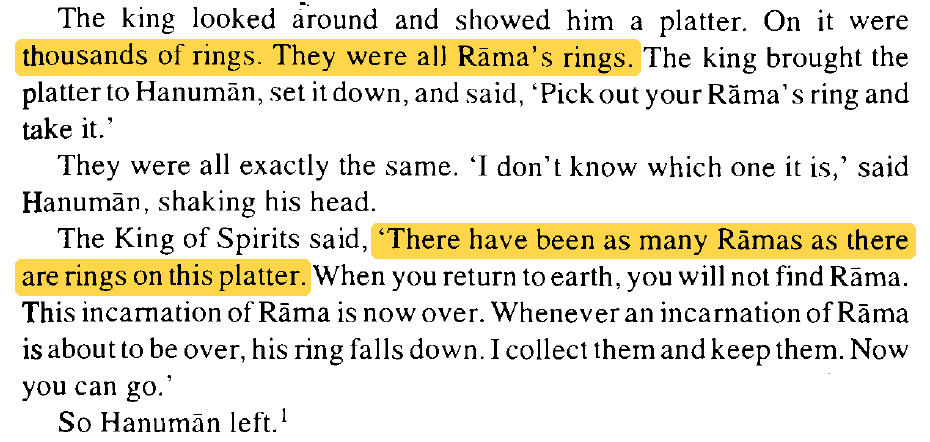 The king looked around and showed him a platter. On it were
thousands of rings. They were all Rāma's rings. The king brought the
platter to Hanumān, set it down, and said, ‘Pick out your Rāma's ring and
take it.’
They were all exactly the same. ‘I don't know which one it is,’ said
Hanumān, shaking his head.
The King of Spirits said, ‘There have been as many Rāmas as there
are rings on this platter. When you return to earth, you will not find Rāma.
This incarnation of Rāma is now over. Whenever an incarnation of Rāma
is about to be over, his ring falls down. I collect them and keep them. Now
you can go.’
So Hanumān left.¹